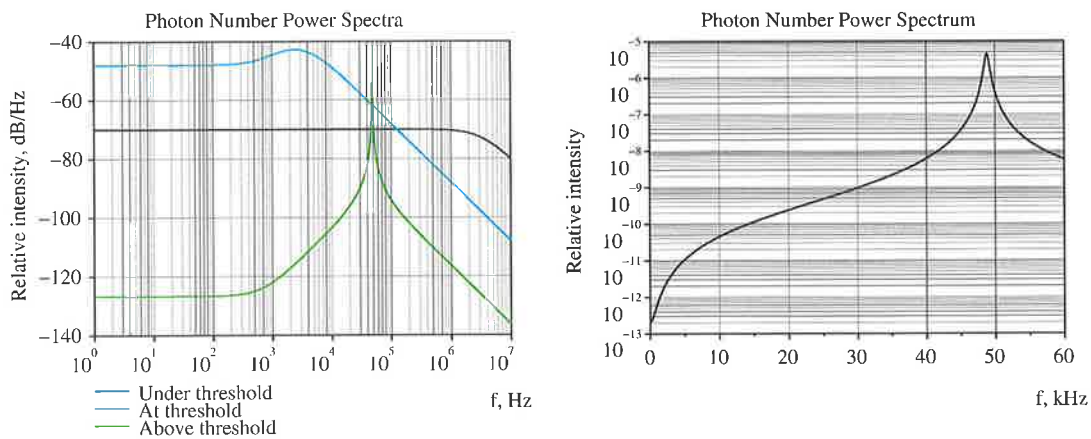 Photon Number Power Spectra
Relative intensity, dB/Hz
−40
−60
−80
−100
−120
−140
10^0 10^1 10^2 10^3 10^4 10^5 10^6 10^7
f, Hz
Under threshold
At threshold
Above threshold
Photon Number Power Spectrum
Relative intensity
10^−5
10^−6
10^−7
10^−8
10^−9
10^−10
10^−11
10^−12
10^−13
0 10 20 30 40 50 60
f, kHz